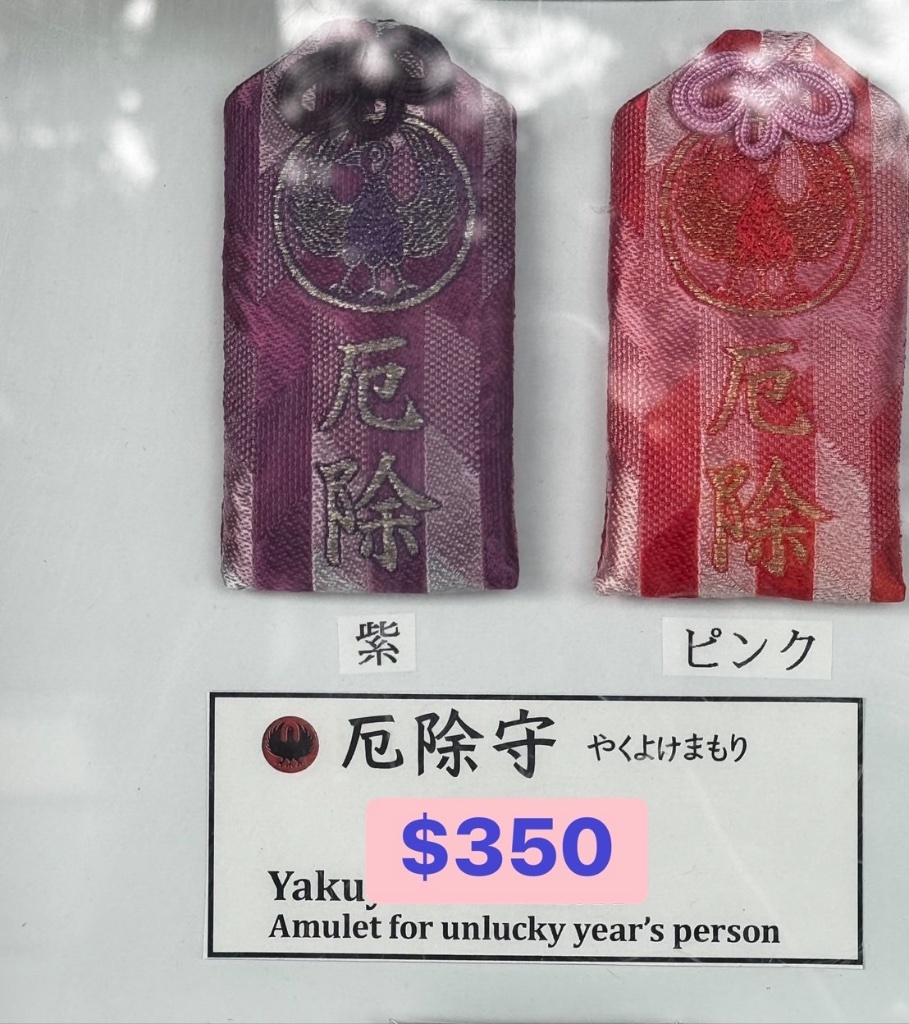 厄除
厄除
紫
ピンク
厄除守 やくよけまもり
$350
Amulet for unlucky year's person